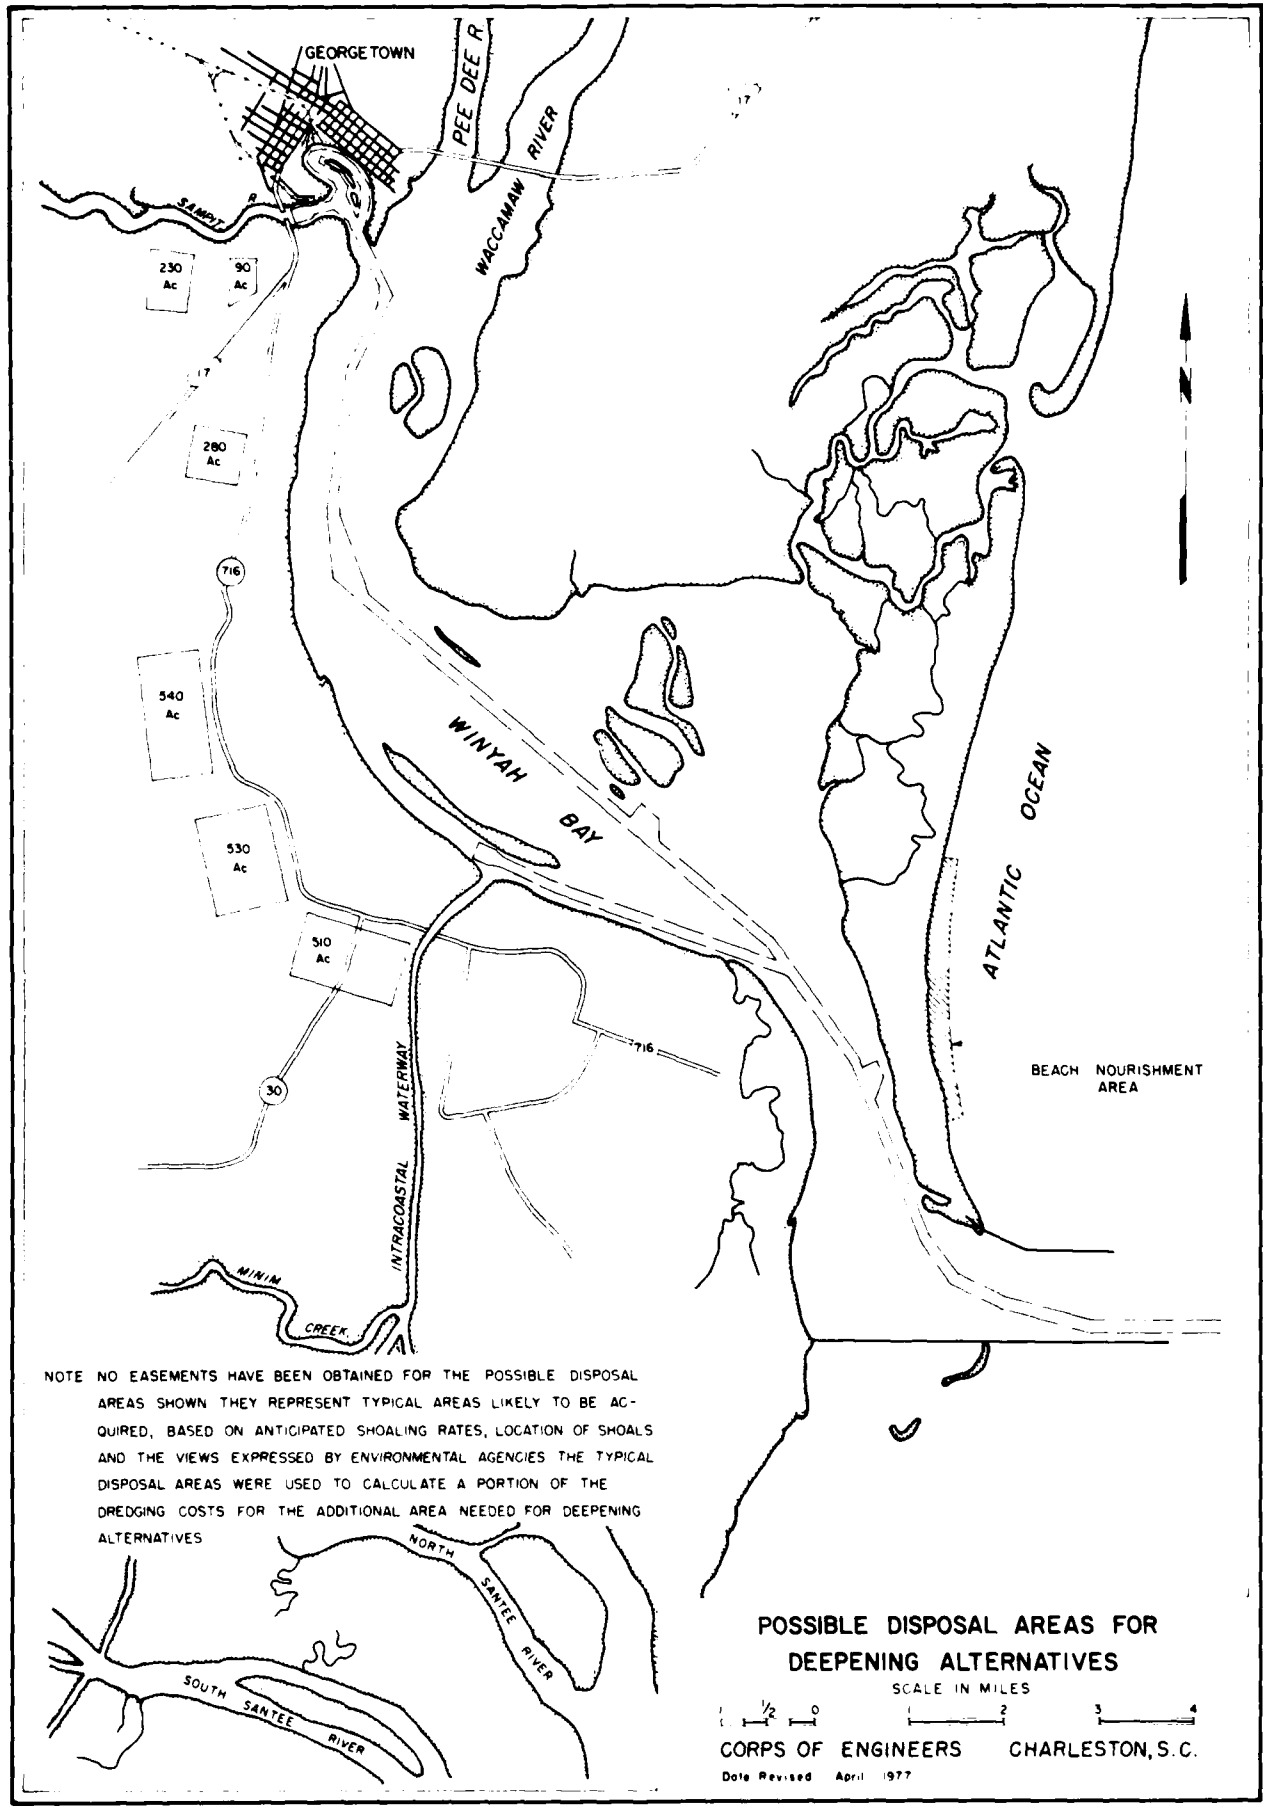 GEORGETOWN
PEE DEE R.
WACCAMAW RIVER
17
SAMPIT R.
230
Ac
90
Ac
17
N
280
Ac
716
540
Ac
WINYAH
BAY
ATLANTIC OCEAN
530
Ac
510
Ac
716
30
BEACH NOURISHMENT
AREA
INTRACOASTAL WATERWAY
MINIM
CREEK
NOTE NO EASEMENTS HAVE BEEN OBTAINED FOR THE POSSIBLE DISPOSAL
AREAS SHOWN THEY REPRESENT TYPICAL AREAS LIKELY TO BE AC-
QUIRED, BASED ON ANTICIPATED SHOALING RATES, LOCATION OF SHOALS
AND THE VIEWS EXPRESSED BY ENVIRONMENTAL AGENCIES THE TYPICAL
DISPOSAL AREAS WERE USED TO CALCULATE A PORTION OF THE
DREDGING COSTS FOR THE ADDITIONAL AREA NEEDED FOR DEEPENING
ALTERNATIVES
NORTH SANTEE RIVER
SOUTH SANTEE RIVER
POSSIBLE DISPOSAL AREAS FOR
DEEPENING ALTERNATIVES
SCALE IN MILES
1 1/2 0 1 2 3 4
CORPS OF ENGINEERS CHARLESTON, S.C.
Date Revised April 1977